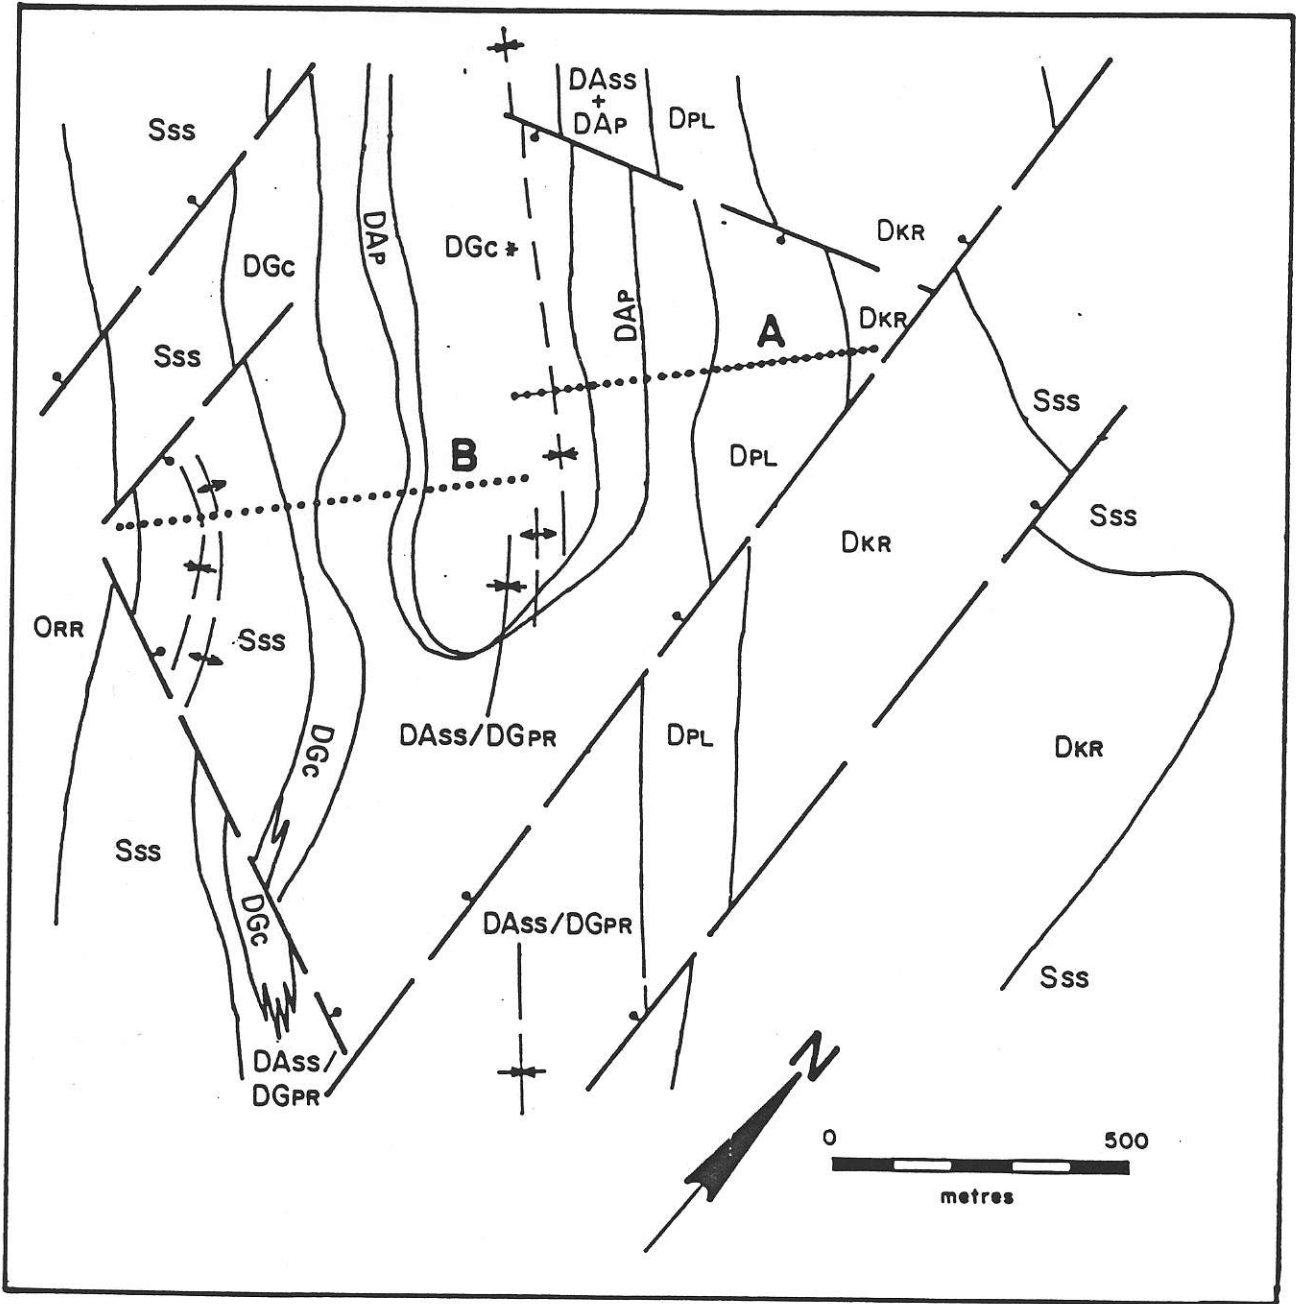 DAss
+
DAp
DPL
Sss
DAp
DGc*
DKR
DGc
DAp
DKR
A
Sss
Sss
B
DPL
Sss
DKR
ORR
Sss
DAss/DGPR
DPL
DGc
DKR
Sss
DGc
DAss/DGPR
Sss
DAss/
DGPR
N
0 500
metres